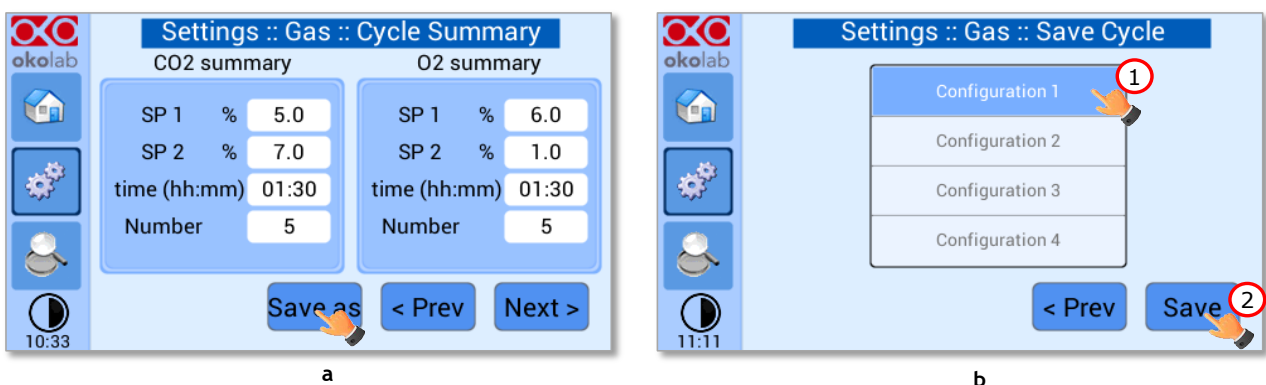 OKO
okolab
Settings :: Gas :: Cycle Summary
CO2 summary
O2 summary
SP 1 % 5.0
SP 2 % 7.0
time (hh:mm) 01:30
Number 5
SP 1 % 6.0
SP 2 % 1.0
time (hh:mm) 01:30
Number 5
Save as
< Prev
Next >
10:33
a
OKO
okolab
Settings :: Gas :: Save Cycle
Configuration 1
1
Configuration 2
Configuration 3
Configuration 4
< Prev
Save
2
11:11
b